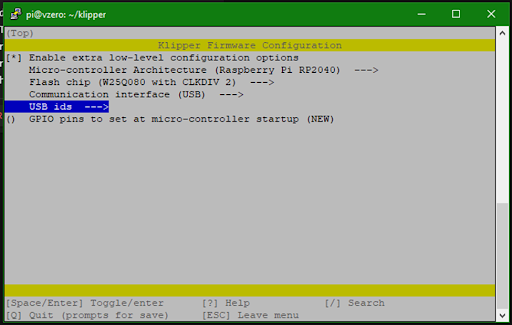 pi@vzero: ~/klipper
(Top)
Klipper Firmware Configuration
[*] Enable extra low-level configuration options
Micro-controller Architecture (Raspberry Pi RP2040)  --->
Flash chip (W25Q080 with CLKDIV 2)  --->
Communication interface (USB)  --->
USB ids  --->
()  GPIO pins to set at micro-controller startup (NEW)
[Space/Enter] Toggle/enter [?] Help [/] Search
[Q] Quit (prompts for save) [ESC] Leave menu